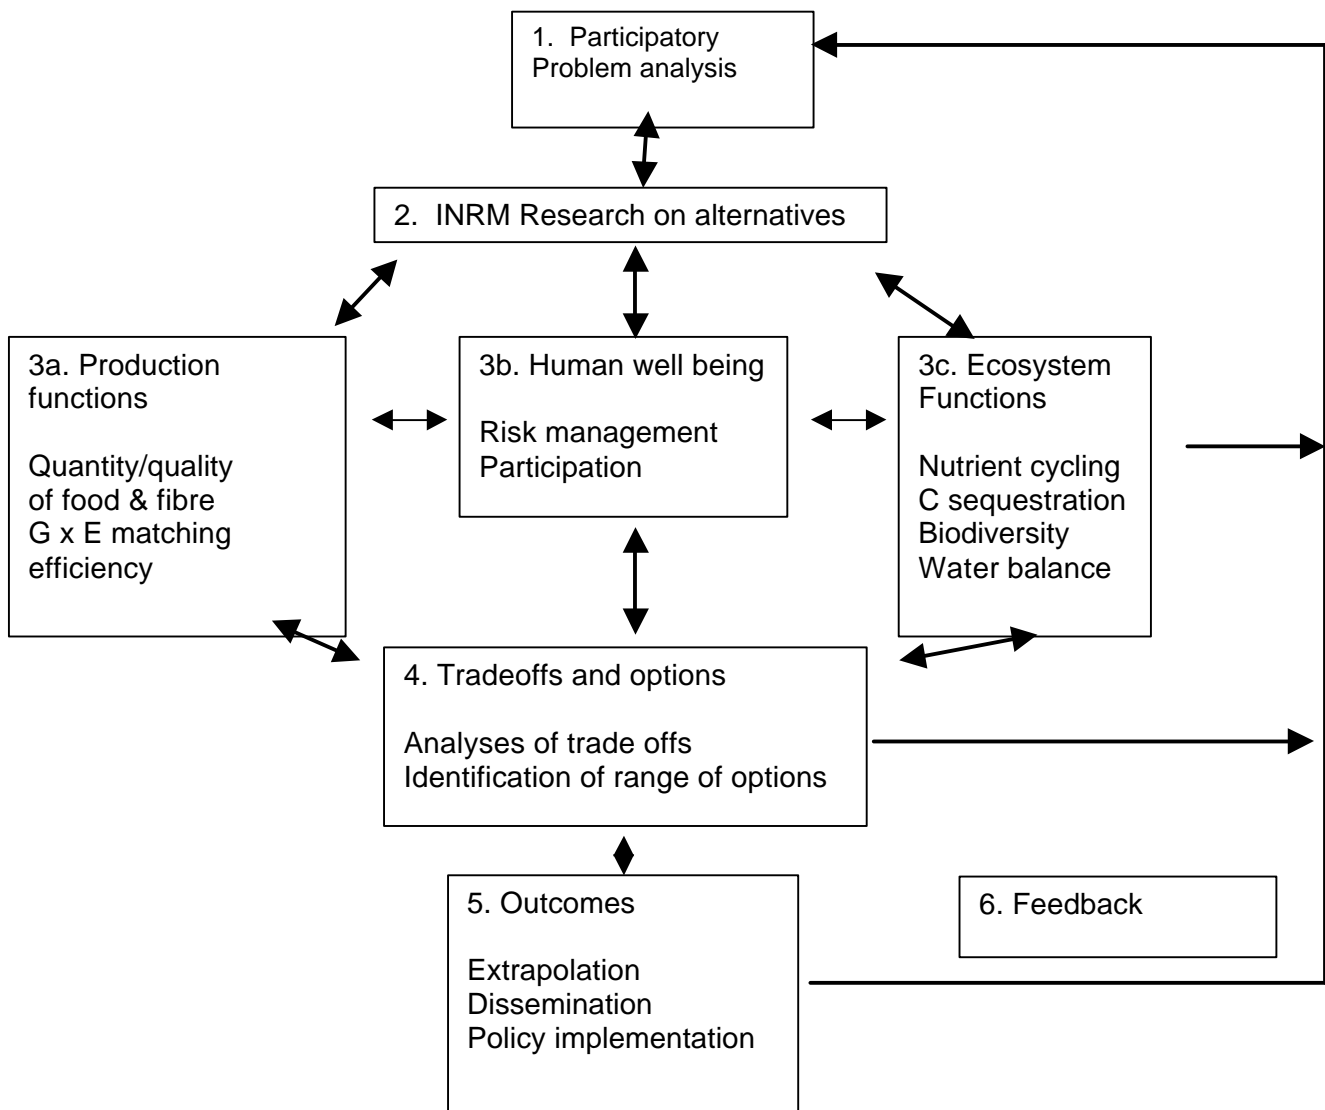 1.  Participatory
Problem analysis
2.  INRM Research on alternatives
3a. Production
functions
Quantity/quality
of food & fibre
G x E matching
efficiency
3b. Human well being
Risk management
Participation
3c. Ecosystem
Functions
Nutrient cycling
C sequestration
Biodiversity
Water balance
4. Tradeoffs and options
Analyses of trade offs
Identification of range of options
5. Outcomes
Extrapolation
Dissemination
Policy implementation
6. Feedback